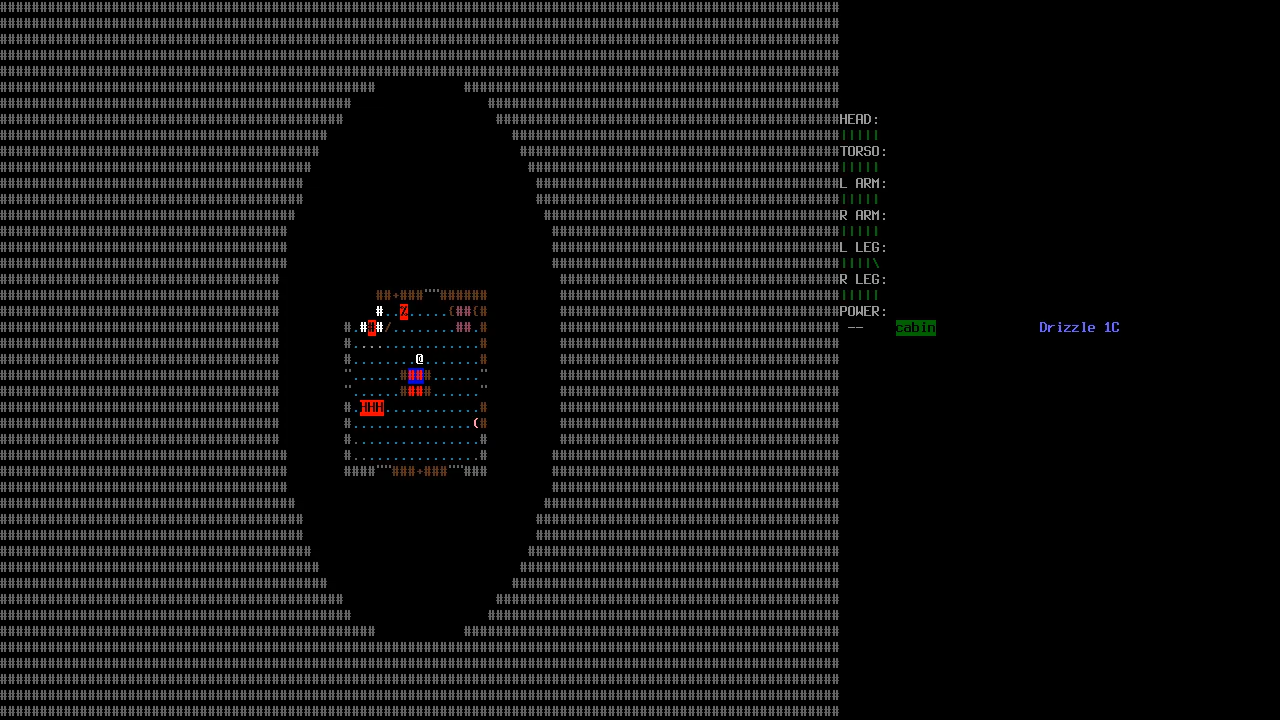 HEAD:
|||||
TORSO:
|||||
L ARM:
|||||
R ARM:
|||||
L LEG:
||||\
R LEG:
|||||
POWER:
-- cabin Drizzle 1C